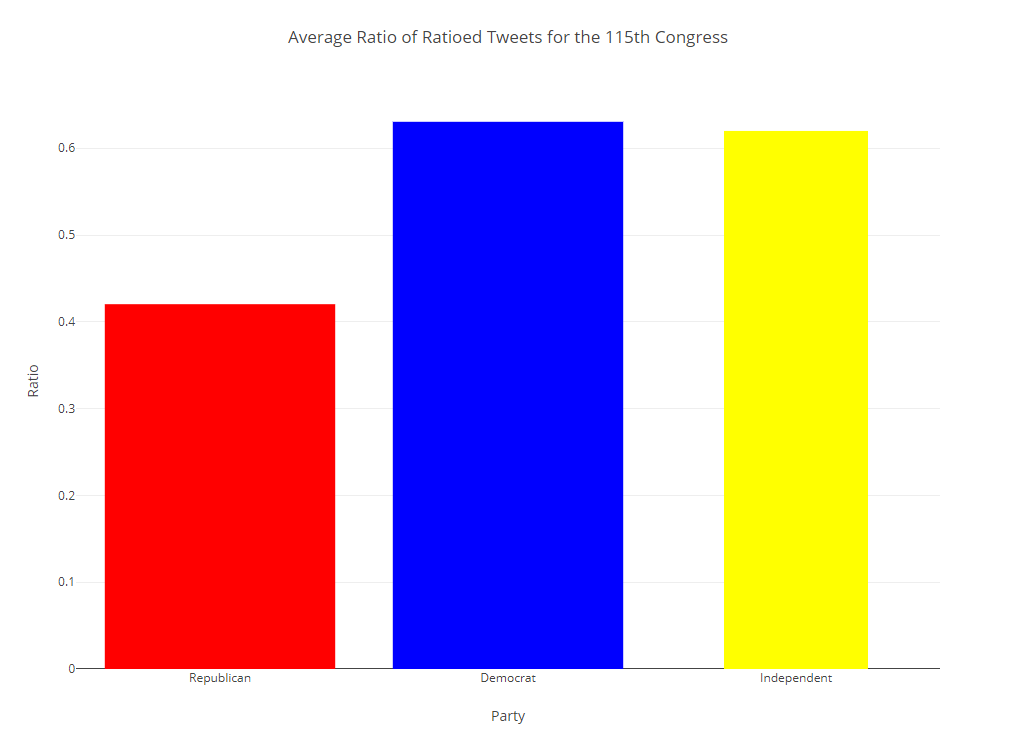 Average Ratio of Ratioed Tweets for the 115th Congress
0.6
0.5
0.4
0.3
0.2
0.1
0
Ratio
Republican
Democrat
Independent
Party